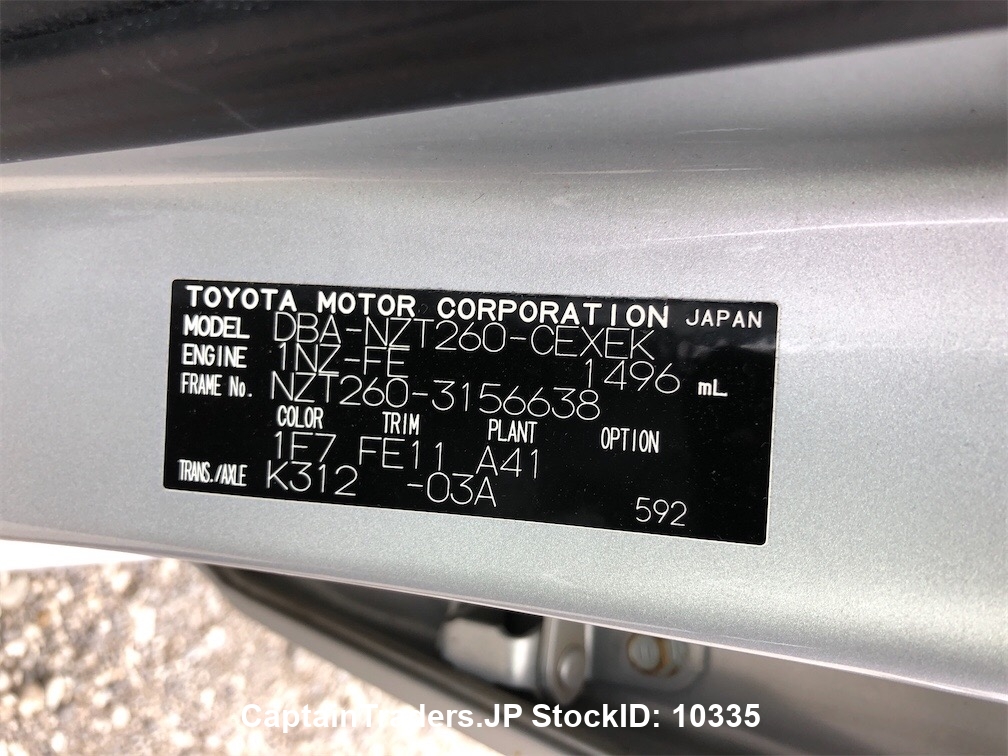 TOYOTA MOTOR CORPORATION JAPAN
MODEL DBA-NZT260-CEXEK
ENGINE 1NZ-FE 1496 mL
FRAME No. NZT260-3156638
COLOR TRIM PLANT OPTION
1F7 FE11 A41
TRANS./AXLE K312 -03A 592
CaptainTraders.JP StockID: 10335